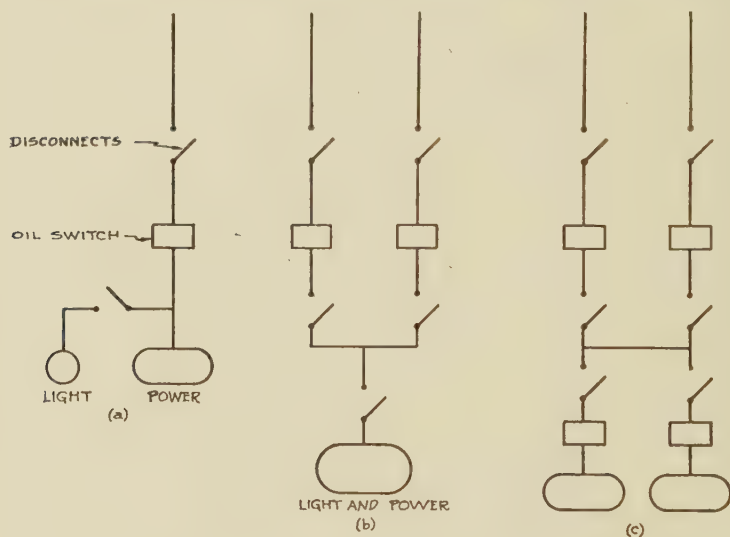 DISCONNECTS
OIL SWITCH
LIGHT
POWER
(a)
LIGHT AND POWER
(b)
(c)